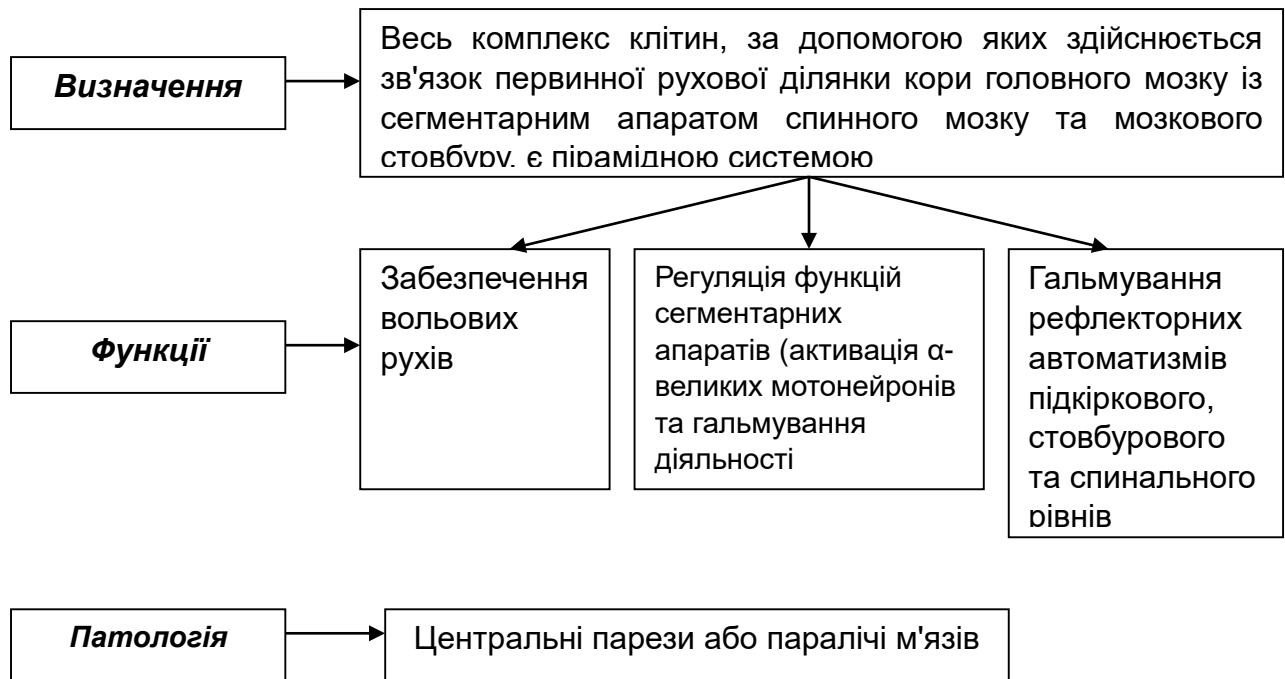 Визначення
Весь комплекс клітин, за допомогою яких здійснюється
зв'язок первинної рухової ділянки кори головного мозку із
сегментарним апаратом спинного мозку та мозкового
стовбуру, є пірамідною системою
Функції
Забезпечення
вольових
рухів
Регуляція функцій
сегментарних
апаратів (активація α-
великих мотонейронів
та гальмування
діяльності
Гальмування
рефлекторних
автоматизмів
підкіркового,
стовбурового
та спинального
рівнів
Патологія
Центральні парези або паралічі м'язів